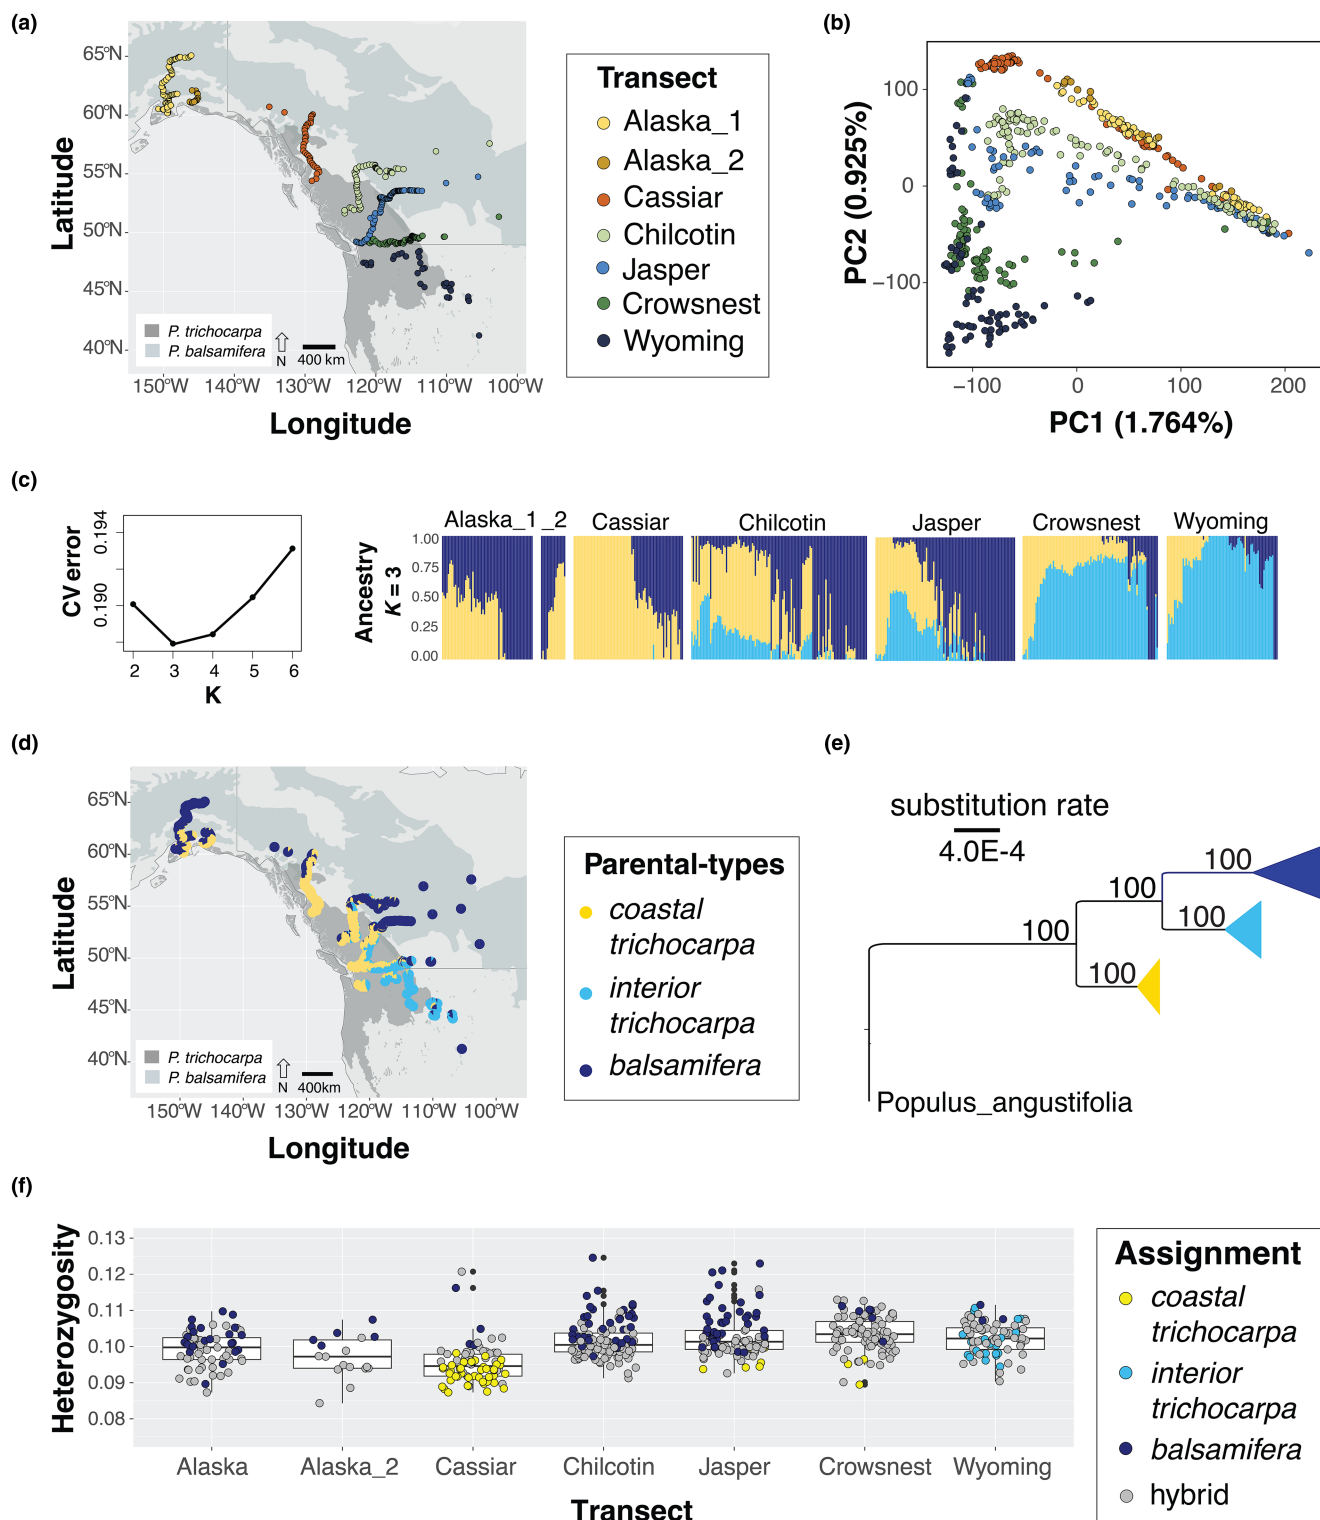 (a)
65°N
60°N
55°N
50°N
45°N
40°N
Latitude
P. trichocarpa
P. balsamifera
N
400 km
150°W 140°W 130°W 120°W 110°W 100°W
Longitude
Transect
Alaska_1
Alaska_2
Cassiar
Chilcotin
Jasper
Crowsnest
Wyoming
(b)
PC2 (0.925%)
100
0
−100
−100 0 100 200
PC1 (1.764%)
(c)
CV error
0.194
0.190
2 3 4 5 6
K
Ancestry
K = 3
1.00
0.75
0.50
0.25
0.00
Alaska_1 _2 Cassiar Chilcotin Jasper Crowsnest Wyoming
(d)
65°N
60°N
55°N
50°N
45°N
40°N
Latitude
P. trichocarpa
P. balsamifera
N
400km
150°W 140°W 130°W 120°W 110°W 100°W
Longitude
Parental-types
coastal
trichocarpa
interior
trichocarpa
balsamifera
(e)
substitution rate
4.0E-4
100
100
100
100
100
Populus_angustifolia
(f)
Heterozygosity
0.13
0.12
0.11
0.10
0.09
0.08
Alaska Alaska_2 Cassiar Chilcotin Jasper Crowsnest Wyoming
Transect
Assignment
coastal
trichocarpa
interior
trichocarpa
balsamifera
hybrid